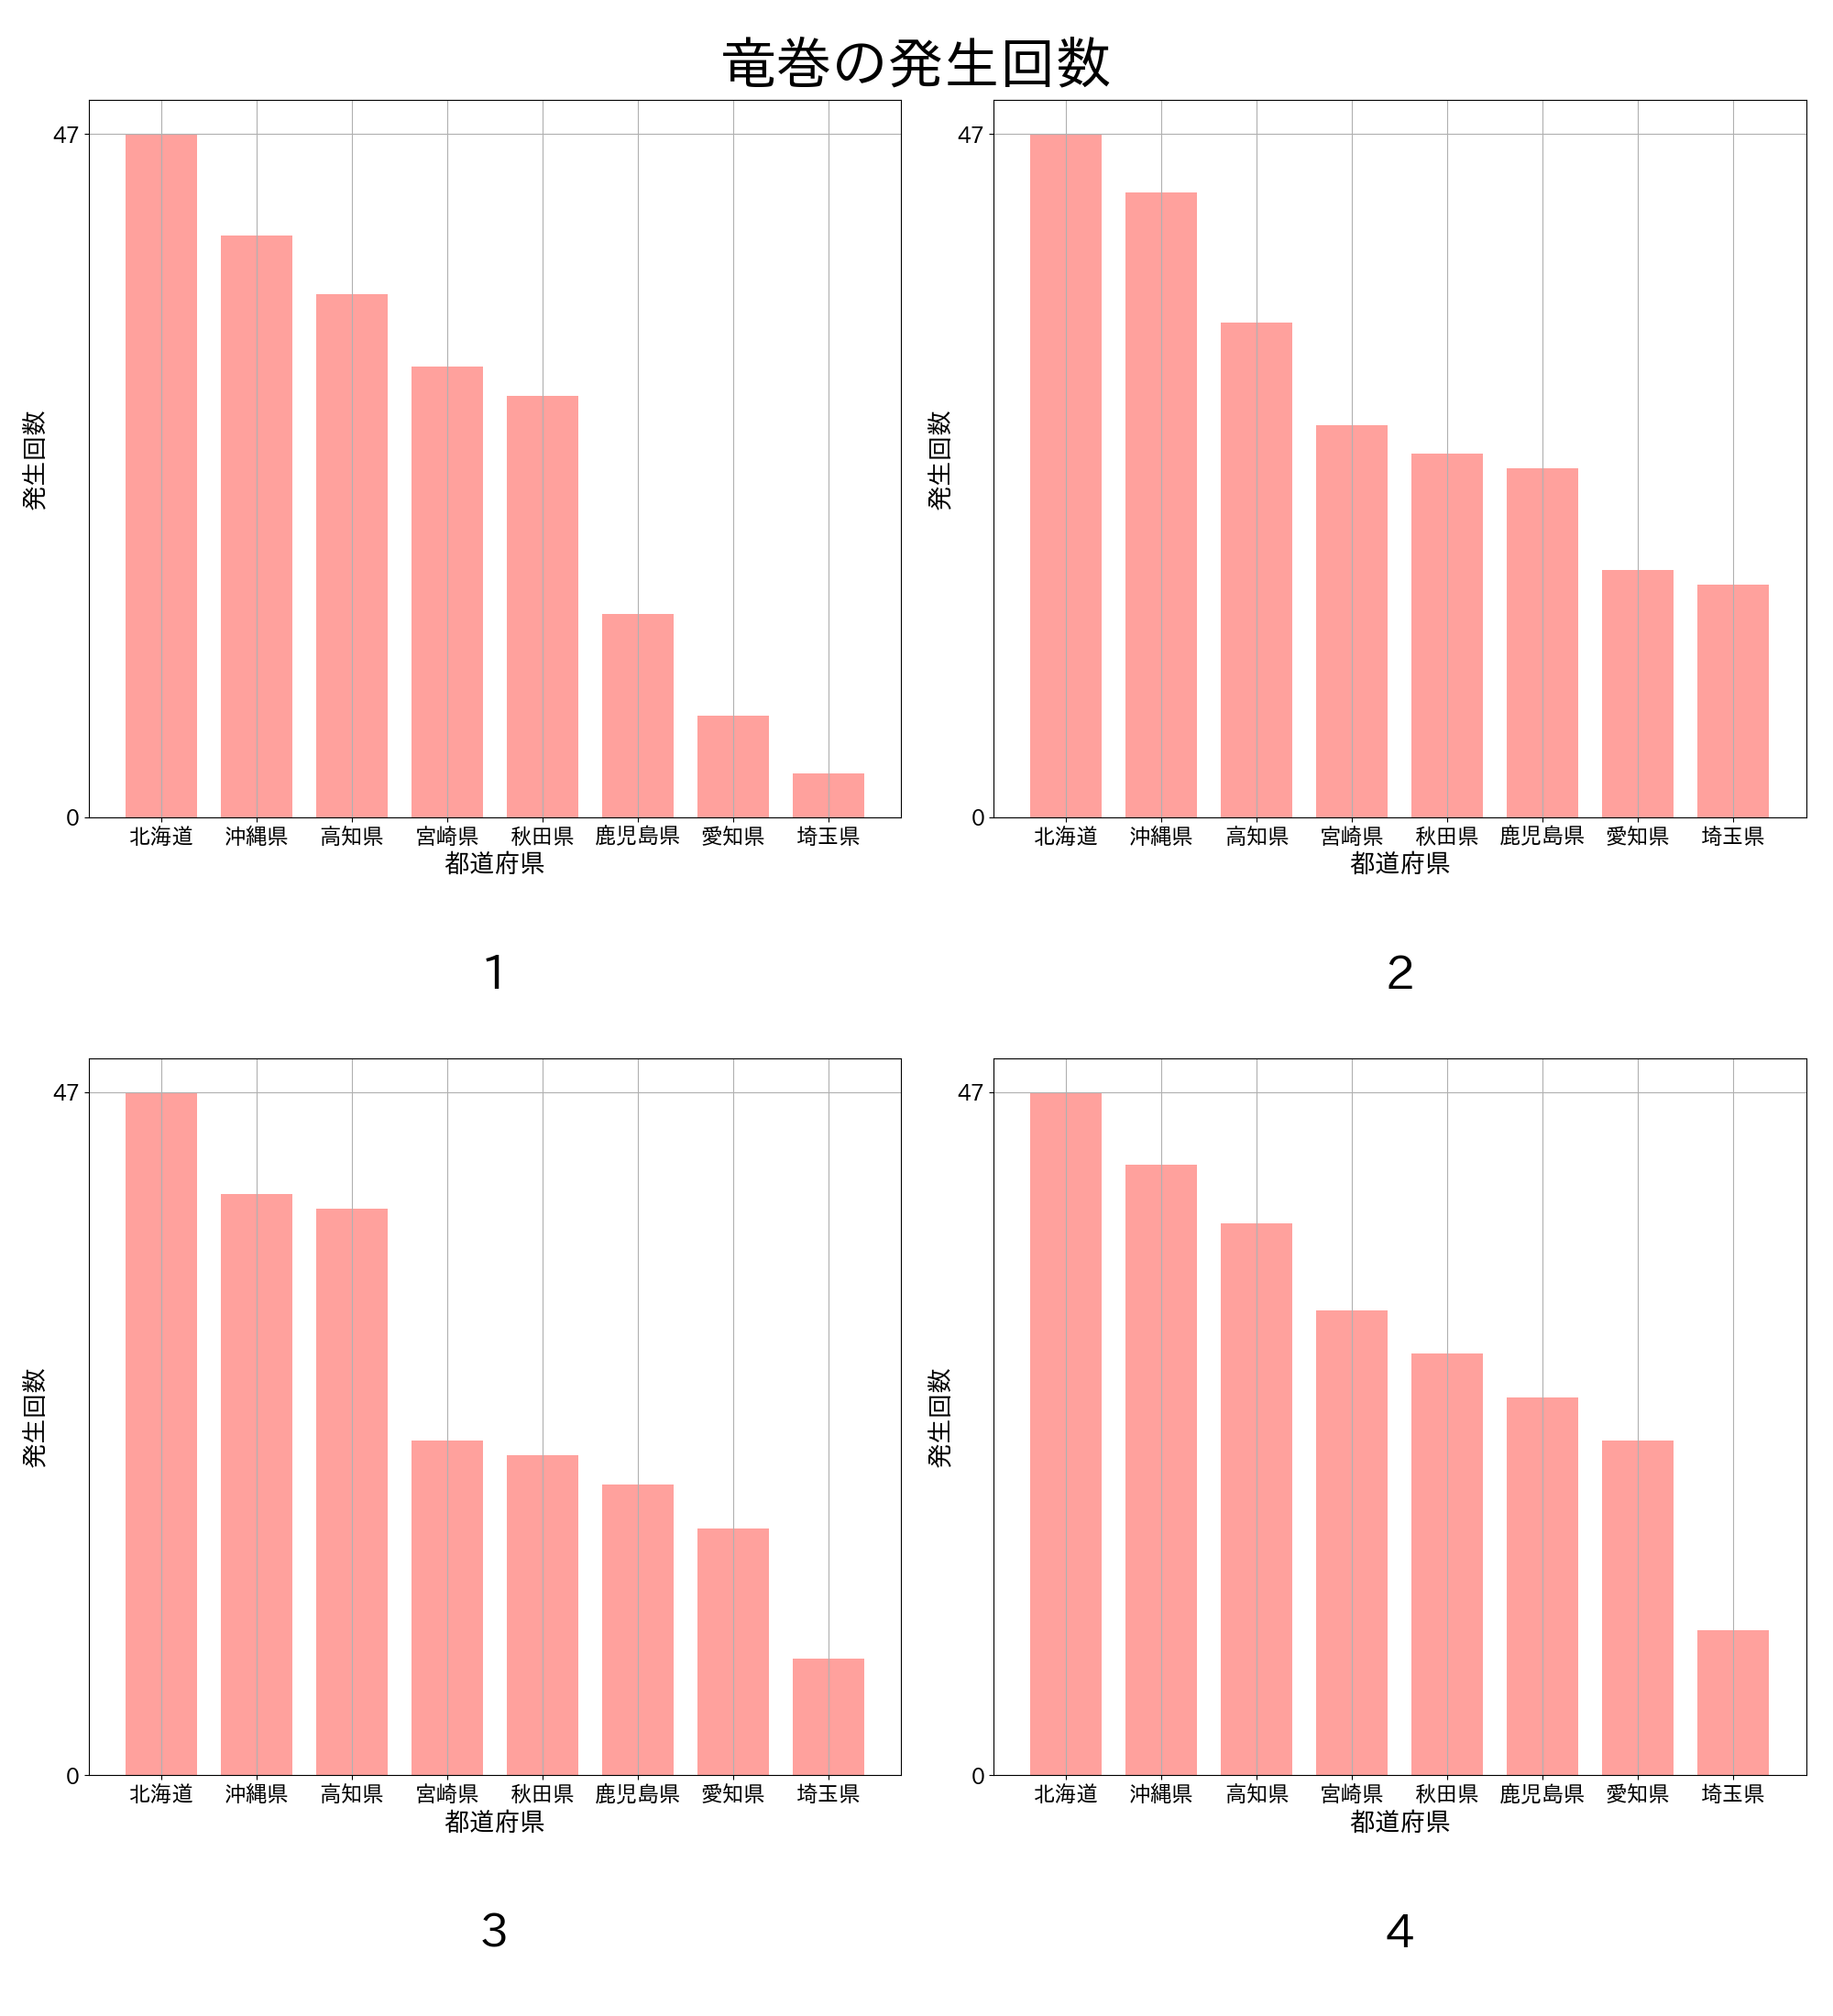 竜巻の発生回数
47
0
発生回数
北海道 沖縄県 高知県 宮崎県 秋田県 鹿児島県 愛知県 埼玉県
都道府県
1
47
0
発生回数
北海道 沖縄県 高知県 宮崎県 秋田県 鹿児島県 愛知県 埼玉県
都道府県
2
47
0
発生回数
北海道 沖縄県 高知県 宮崎県 秋田県 鹿児島県 愛知県 埼玉県
都道府県
3
47
0
発生回数
北海道 沖縄県 高知県 宮崎県 秋田県 鹿児島県 愛知県 埼玉県
都道府県
4